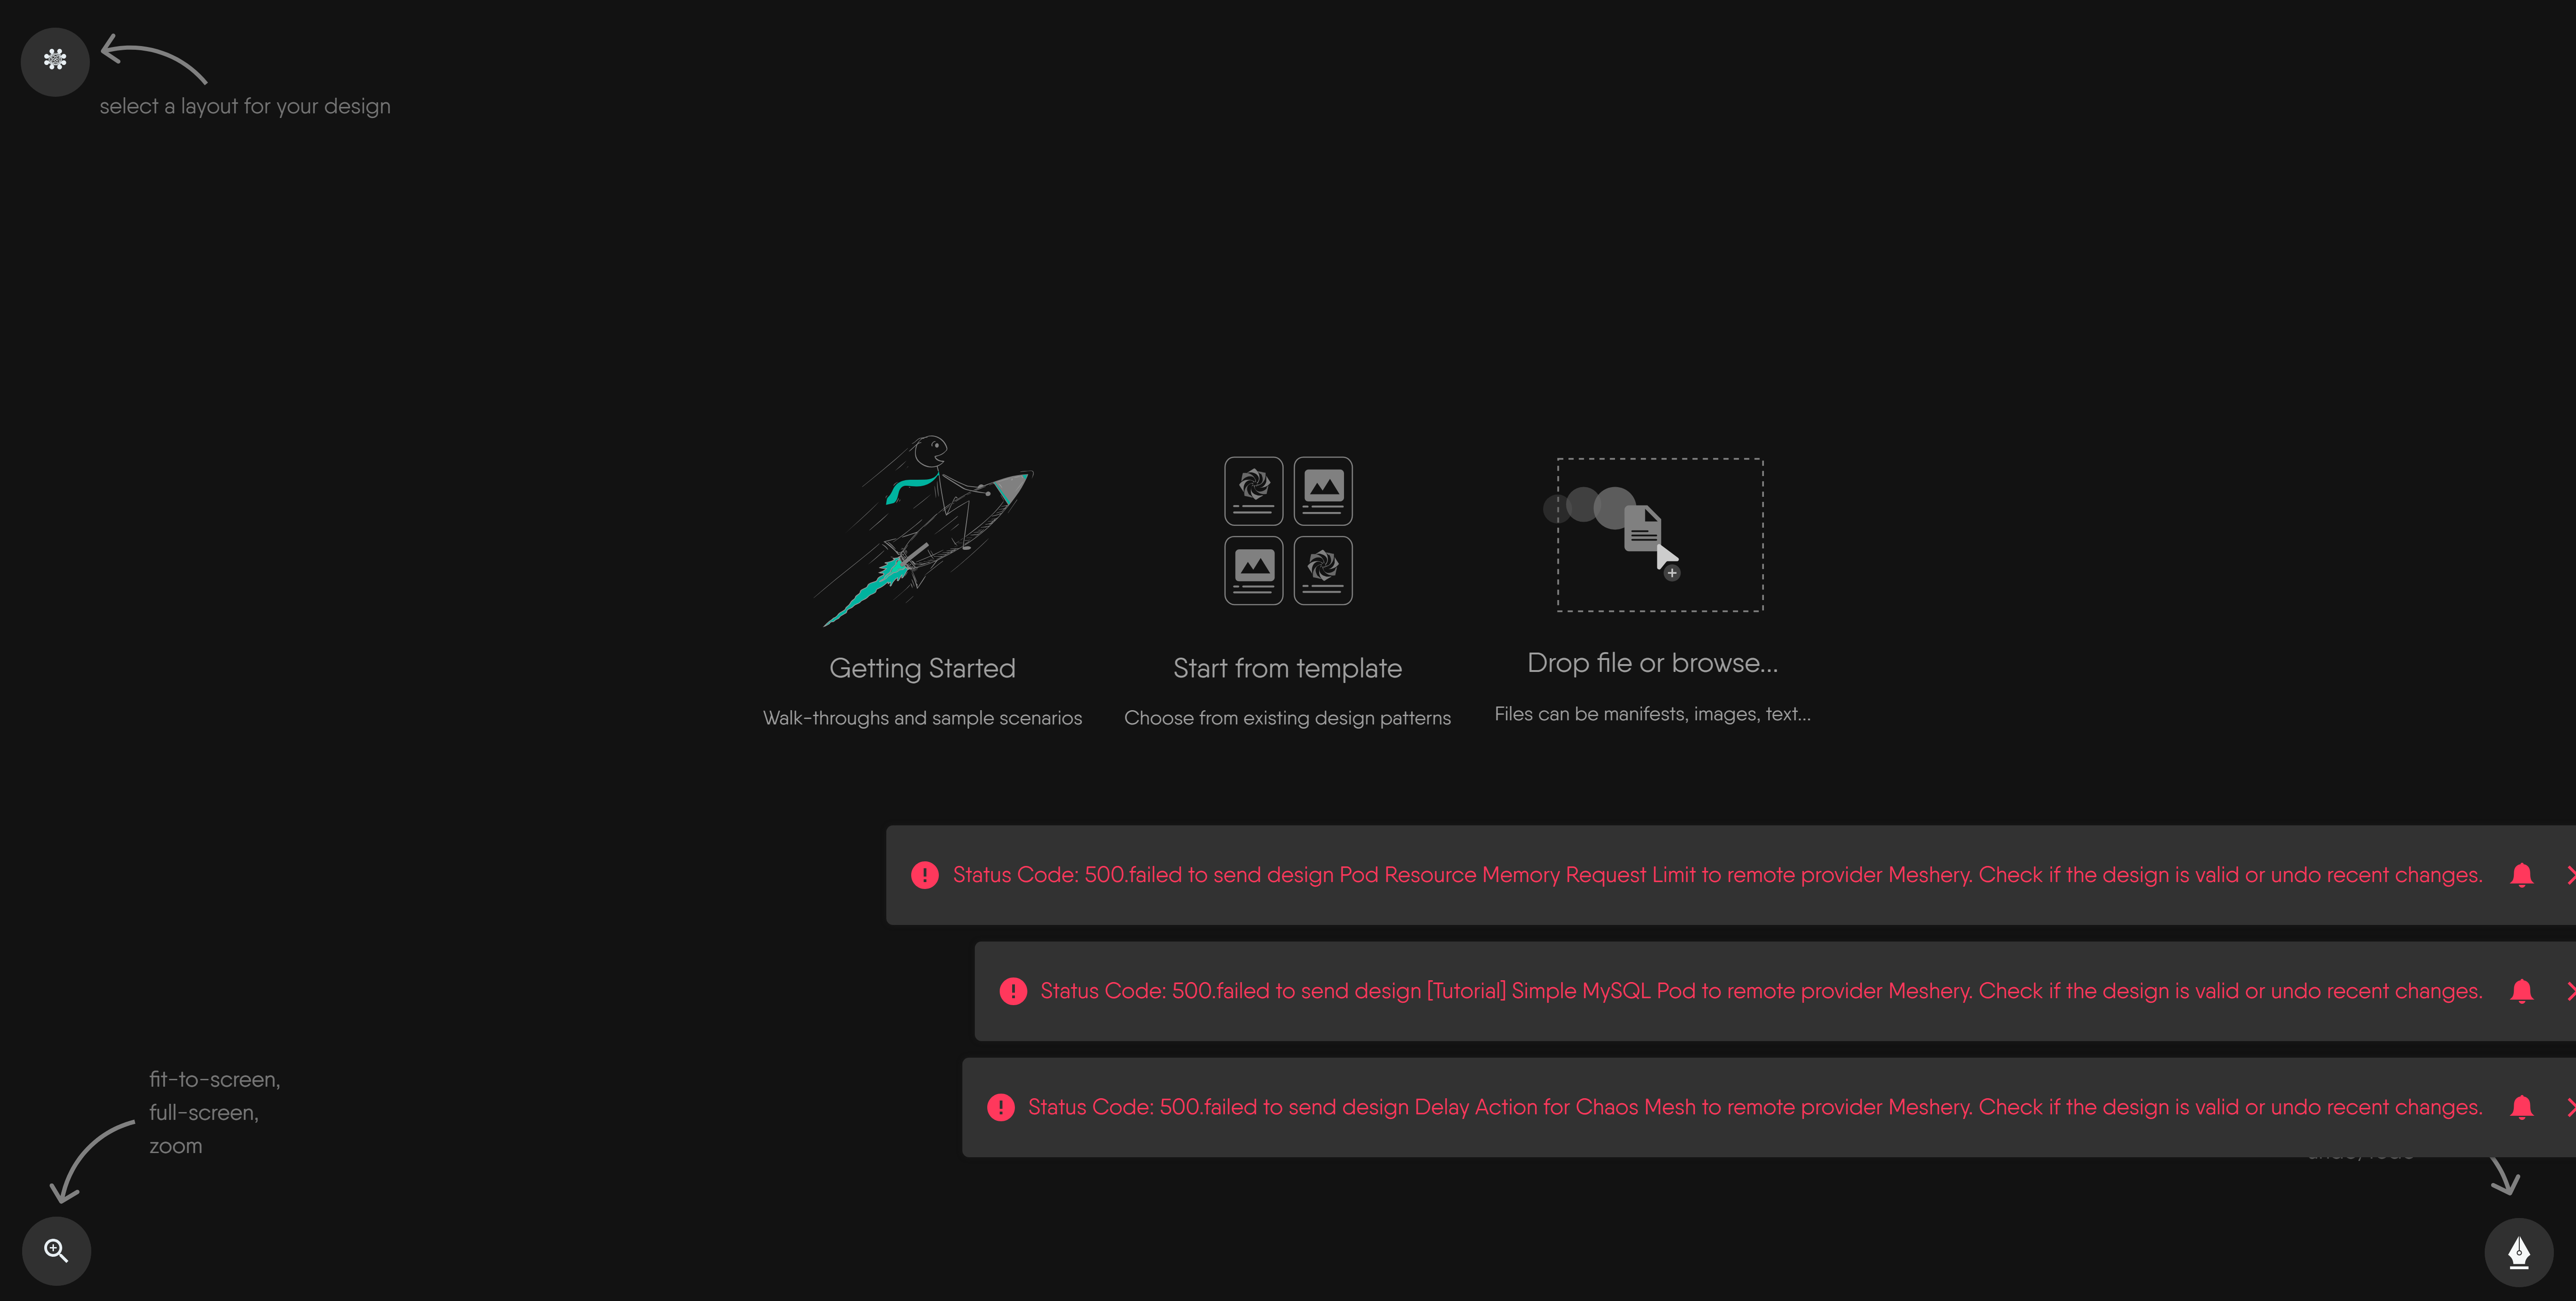 select a layout for your design
Getting Started
Walk-throughs and sample scenarios
Start from template
Choose from existing design patterns
Drop file or browse...
Files can be manifests, images, text...
Status Code: 500.failed to send design Pod Resource Memory Request Limit to remote provider Meshery. Check if the design is valid or undo recent changes.
Status Code: 500.failed to send design [Tutorial] Simple MySQL Pod to remote provider Meshery. Check if the design is valid or undo recent changes.
Status Code: 500.failed to send design Delay Action for Chaos Mesh to remote provider Meshery. Check if the design is valid or undo recent changes.
fit-to-screen,
full-screen,
zoom